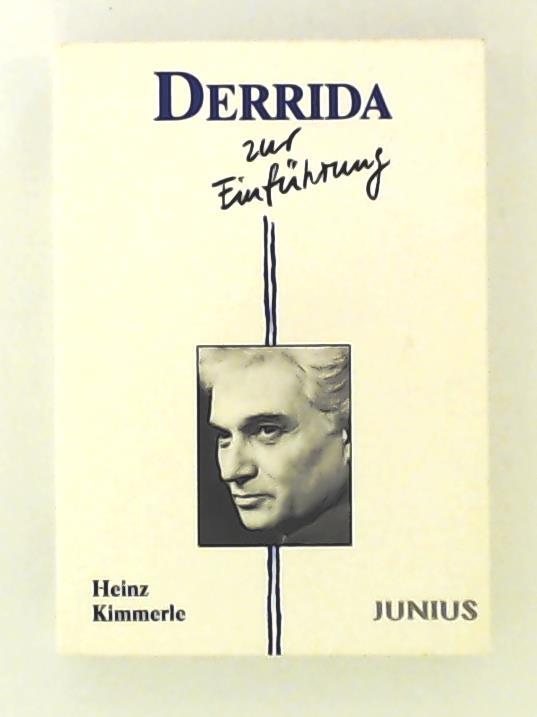 DERRIDA
zur
Einführung
Heinz
Kimmerle
JUNIUS